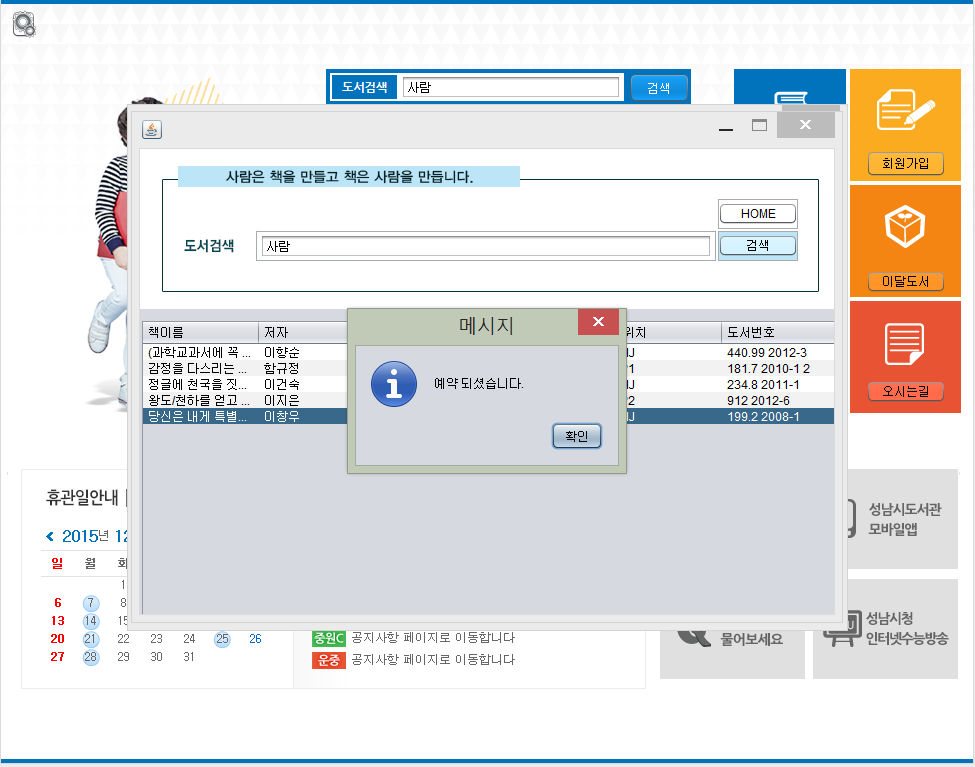 도서검색 사람 검색
회원가입
이달도서
오시는길
사람은 책을 만들고 책은 사람을 만듭니다.
HOME
도서검색 사람 검색
책이름 저자 위치 도서번호
(과학교과서에 꼭 ... 이향순 IJ 440.99 2012-3
감정을 다스리는 ... 함규정 1 181.7 2010-1 2
정글에 천국을 짓... 이건숙 IJ 234.8 2011-1
왕도/천하를 얻고 ... 이지은 2 912 2012-6
당신은 내게 특별... 이창우 IJ 199.2 2008-1
메시지
예약 되셨습니다.
확인
휴관일안내
2015년 12
일 월 화
1
6 7 8
13 14 15
20 21 22 23 24 25 26
27 28 29 30 31
중원C 공지사항 페이지로 이동합니다
운중 공지사항 페이지로 이동합니다
성남시도서관
모바일앱
물어보세요
성남시청
인터넷수능방송